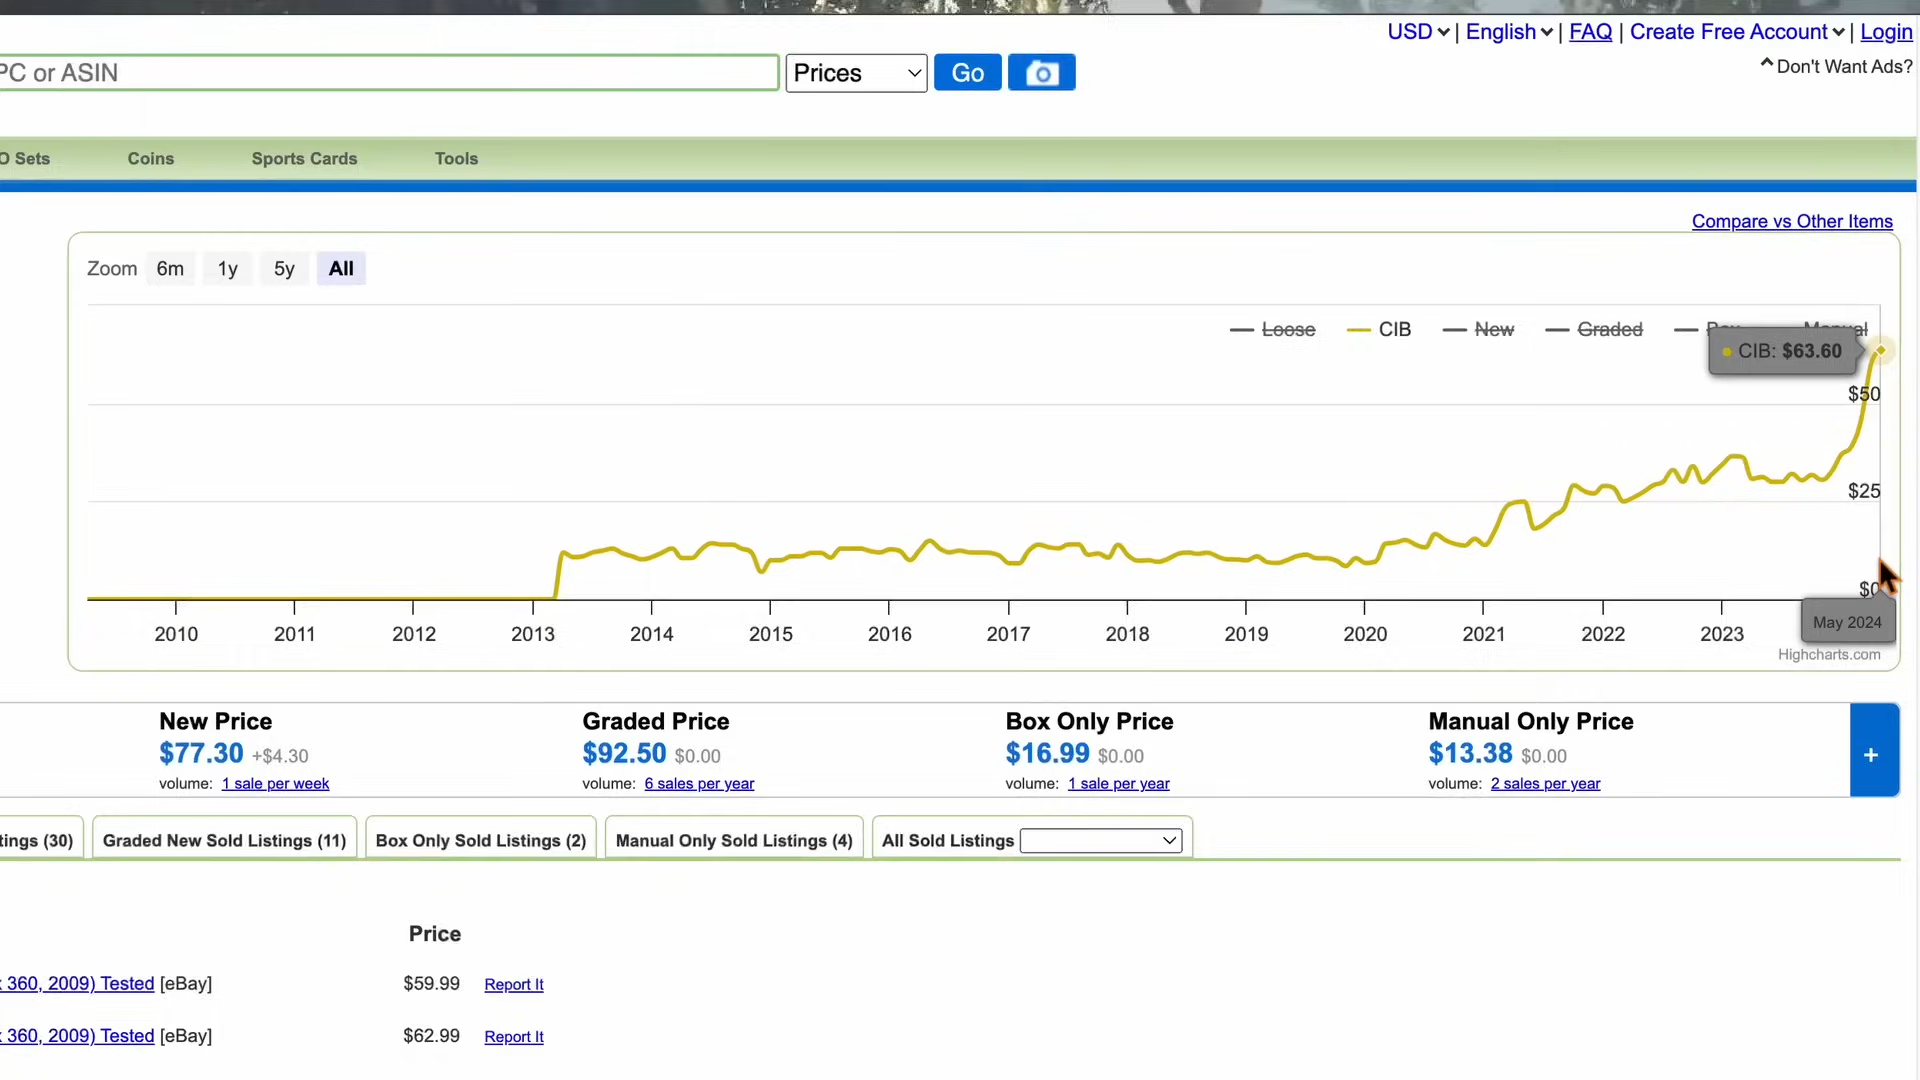 USD | English | FAQ | Create Free Account | Login
PC or ASIN Prices Go
Don't Want Ads?
O Sets Coins Sports Cards Tools
Compare vs Other Items
Zoom 6m 1y 5y All
Loose CIB New Graded Box Manual
CIB: $63.60
$50
$25
$0
2010 2011 2012 2013 2014 2015 2016 2017 2018 2019 2020 2021 2022 2023
May 2024
Highcharts.com
New Price Graded Price Box Only Price Manual Only Price
$77.30 +$4.30 $92.50 $0.00 $16.99 $0.00 $13.38 $0.00 +
volume: 1 sale per week volume: 6 sales per year volume: 1 sale per year volume: 2 sales per year
tings (30) Graded New Sold Listings (11) Box Only Sold Listings (2) Manual Only Sold Listings (4) All Sold Listings
Price
360, 2009) Tested [eBay] $59.99 Report It
360, 2009) Tested [eBay] $62.99 Report It